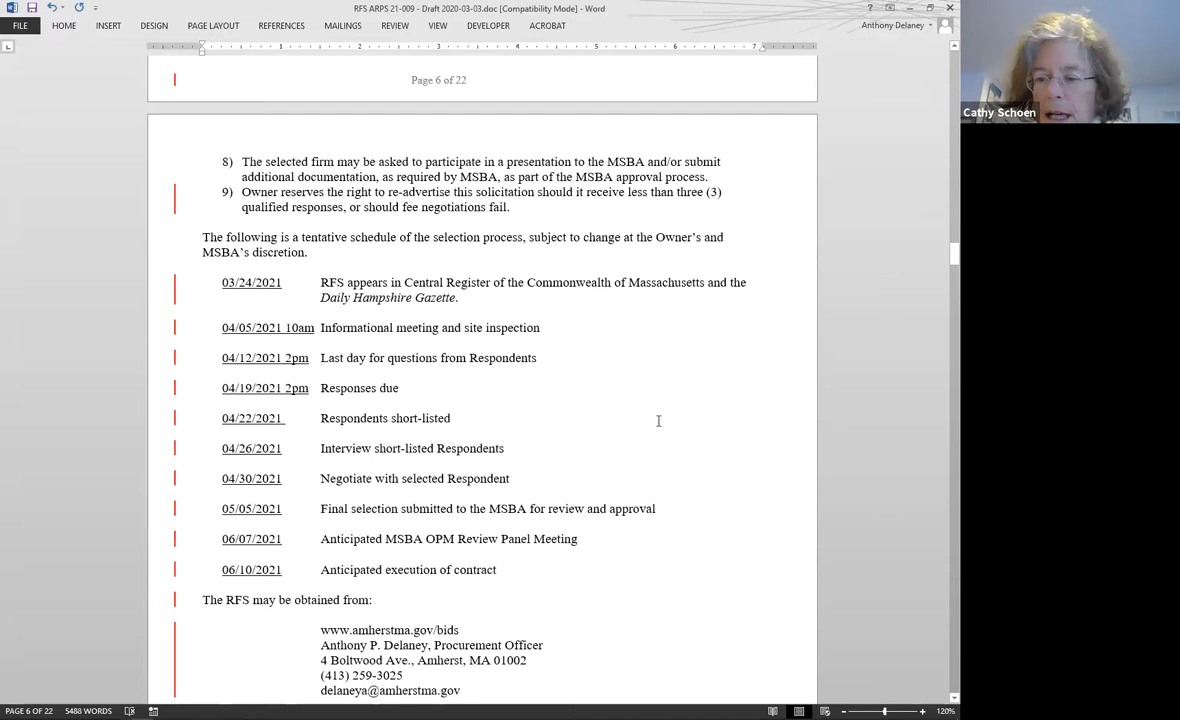 RFS ARPS 21-009 - Draft 2020-03-03.doc [Compatibility Mode] - Word
FILE HOME INSERT DESIGN PAGE LAYOUT REFERENCES MAILINGS REVIEW VIEW DEVELOPER ACROBAT Anthony Delaney
1 2 3 4 5 6 7
Page 6 of 22
Cathy Schoen
8) The selected firm may be asked to participate in a presentation to the MSBA and/or submit
additional documentation, as required by MSBA, as part of the MSBA approval process.
9) Owner reserves the right to re-advertise this solicitation should it receive less than three (3)
qualified responses, or should fee negotiations fail.
The following is a tentative schedule of the selection process, subject to change at the Owner's and
MSBA's discretion.
03/24/2021 RFS appears in Central Register of the Commonwealth of Massachusetts and the
Daily Hampshire Gazette.
04/05/2021 10am Informational meeting and site inspection
04/12/2021 2pm Last day for questions from Respondents
04/19/2021 2pm Responses due
04/22/2021 Respondents short-listed
04/26/2021 Interview short-listed Respondents
04/30/2021 Negotiate with selected Respondent
05/05/2021 Final selection submitted to the MSBA for review and approval
06/07/2021 Anticipated MSBA OPM Review Panel Meeting
06/10/2021 Anticipated execution of contract
The RFS may be obtained from:
www.amherstma.gov/bids
Anthony P. Delaney, Procurement Officer
4 Boltwood Ave., Amherst, MA 01002
(413) 259-3025
delaneya@amherstma.gov
PAGE 6 OF 22 5488 WORDS 120%